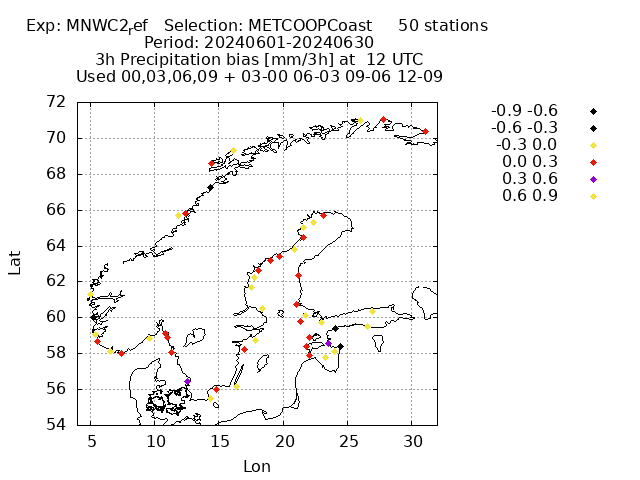 Exp: MNWC2ref   Selection: METCOOPCoast     50 stations
Period: 20240601-20240630
3h Precipitation bias [mm/3h] at  12 UTC
Used 00,03,06,09 + 03-00 06-03 09-06 12-09
72
70
68
66
64
62
60
58
56
54
5 10 15 20 25 30
Lat
Lon
-0.9 -0.6
-0.6 -0.3
-0.3 0.0
0.0 0.3
0.3 0.6
0.6 0.9